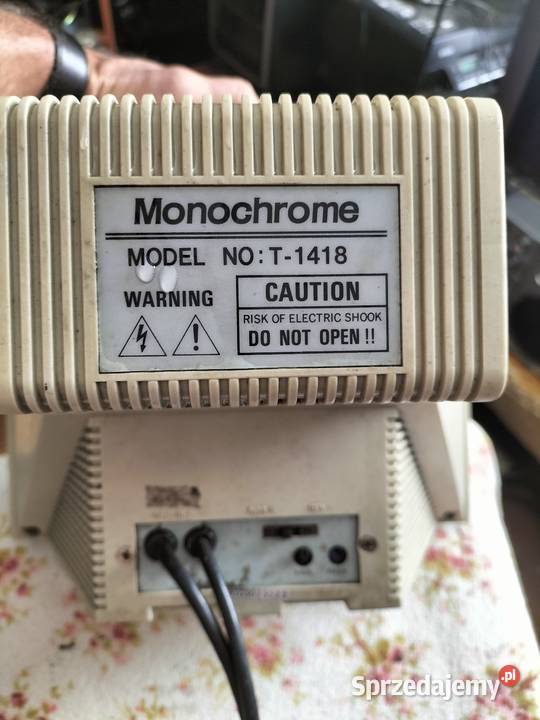 Monochrome
MODEL NO: T-1418
WARNING
CAUTION
RISK OF ELECTRIC SHOOK
DO NOT OPEN !!
Sprzedajemy.pl